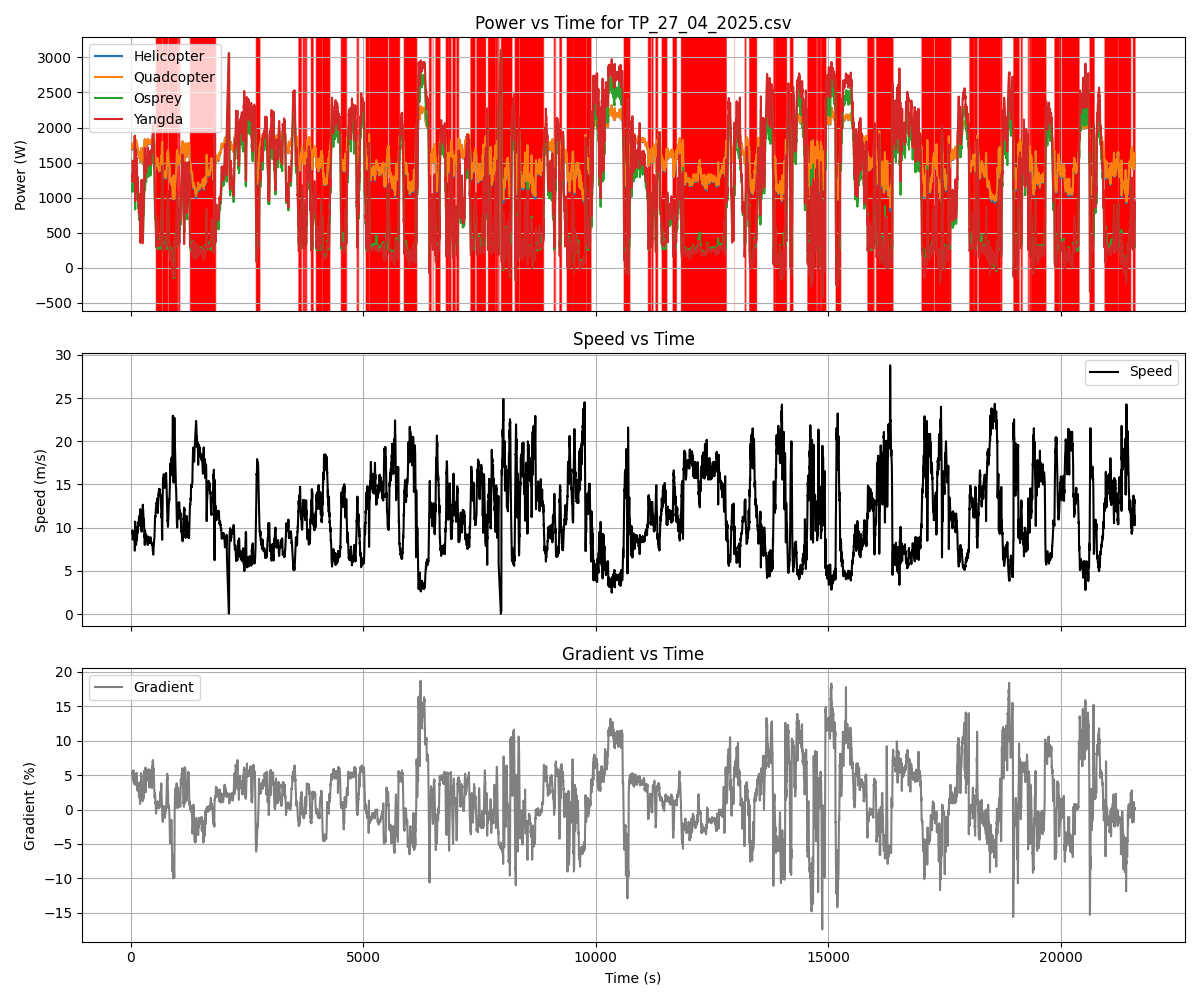 Power vs Time for TP_27_04_2025.csv
Helicopter
Quadcopter
Osprey
Yangda
Power (W)
3000
2500
2000
1500
1000
500
0
−500
Speed vs Time
Speed
Speed (m/s)
30
25
20
15
10
5
0
Gradient vs Time
Gradient
Gradient (%)
20
15
10
5
0
−5
−10
−15
0
5000
10000
15000
20000
Time (s)